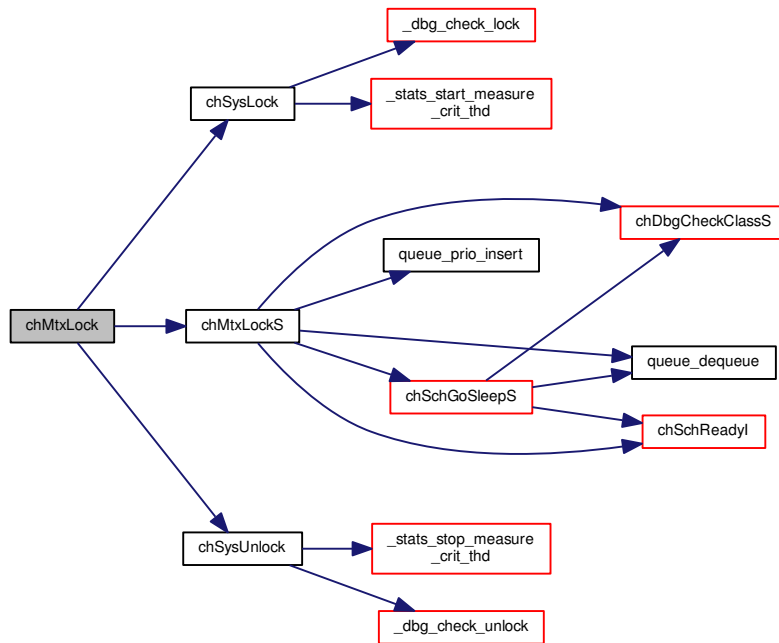 _dbg_check_lock
chSysLock
_stats_start_measure
_crit_thd
chDbgCheckClassS
queue_prio_insert
chMtxLock
chMtxLockS
queue_dequeue
chSchGoSleepS
chSchReadyI
_stats_stop_measure
_crit_thd
chSysUnlock
_dbg_check_unlock